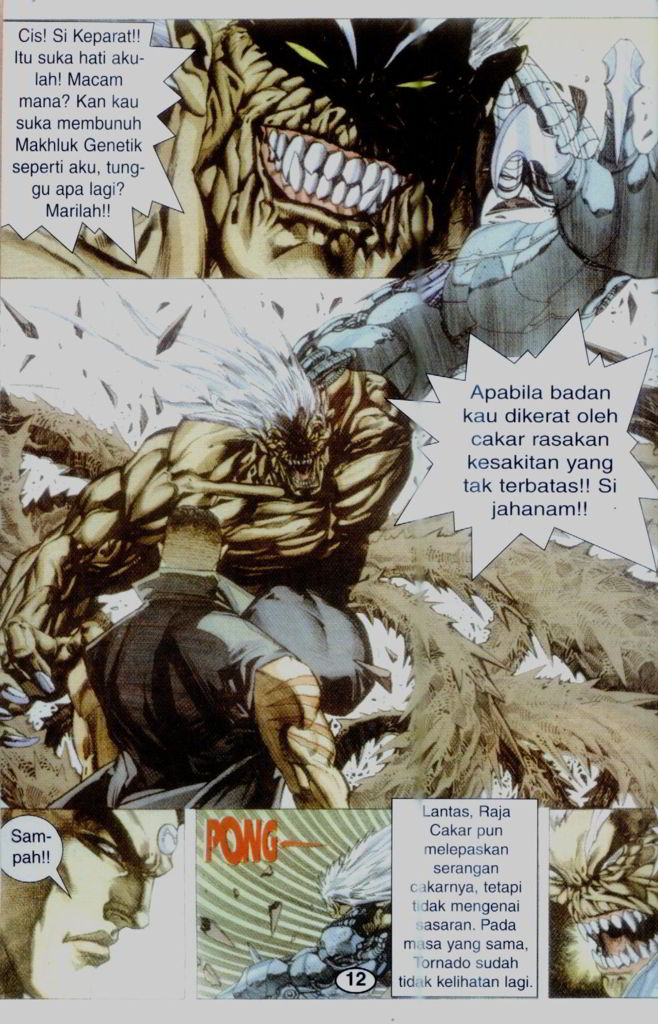 Cis! Si Keparat!!
Itu suka hati aku-
lah! Macam
mana? Kan kau
suka membunuh
Makhluk Genetik
seperti aku, tung-
gu apa lagi?
Marilah!!
Apabila badan
kau dikerat oleh
cakar rasakan
kesakitan yang
tak terbatas!! Si
jahanam!!
Sam-
pah!!
PONG
Lantas, Raja
Cakar pun
melepaskan
serangan
cakarnya, tetapi
tidak mengenai
sasaran. Pada
masa yang sama,
Tornado sudah
tidak kelihatan lagi.
12